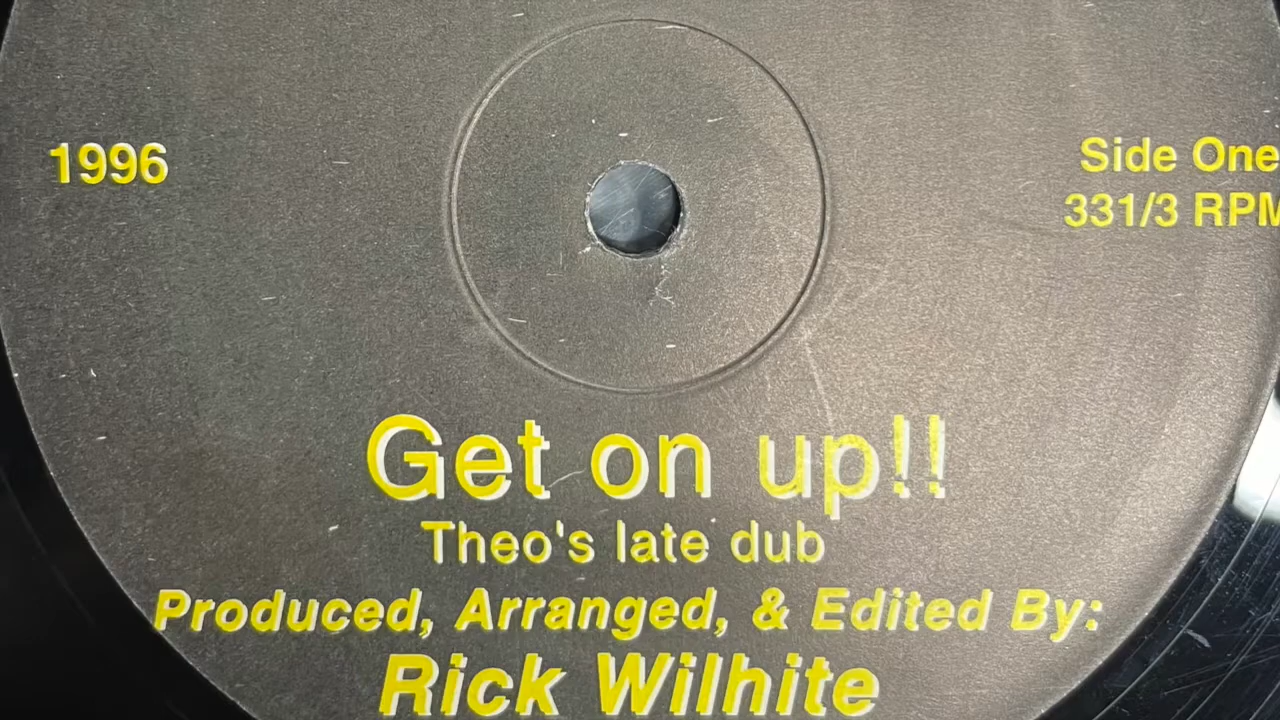 1996
Side One
331/3 RPM
Get on up!!
Theo's late dub
Produced, Arranged, & Edited By:
Rick Wilhite